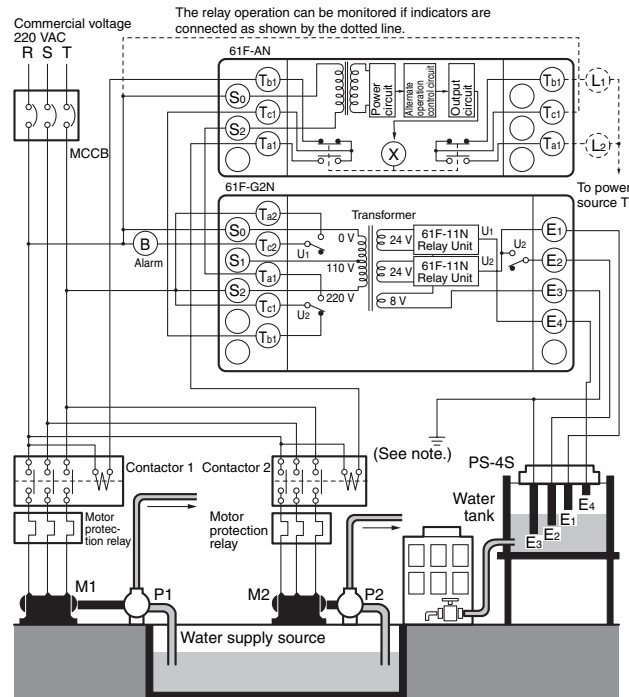 Commercial voltage
220 VAC
R S T
The relay operation can be monitored if indicators are
connected as shown by the dotted line.
MCCB
61F-AN
Tb1
S0
Tc1
S2
Ta1
Power
circuit
Alternate
operation
control circuit
Output
circuit
X
Tb1
Tc1
Ta1
L1
L2
To power
source T
61F-G2N
Ta2
S0
Tc2
S1
Ta1
S2
Tc1
Tb1
B
Alarm
U1
U2
Transformer
0 V
110 V
220 V
24 V
24 V
8 V
61F-11N
Relay Unit
U1
61F-11N
Relay Unit
U2
U2
E1
E2
E3
E4
(See note.)
Contactor 1
Contactor 2
Motor
protec-
tion relay
Motor
protection
relay
PS-4S
Water
tank
E4
E1
E2
E3
M1
P1
M2
P2
Water supply source